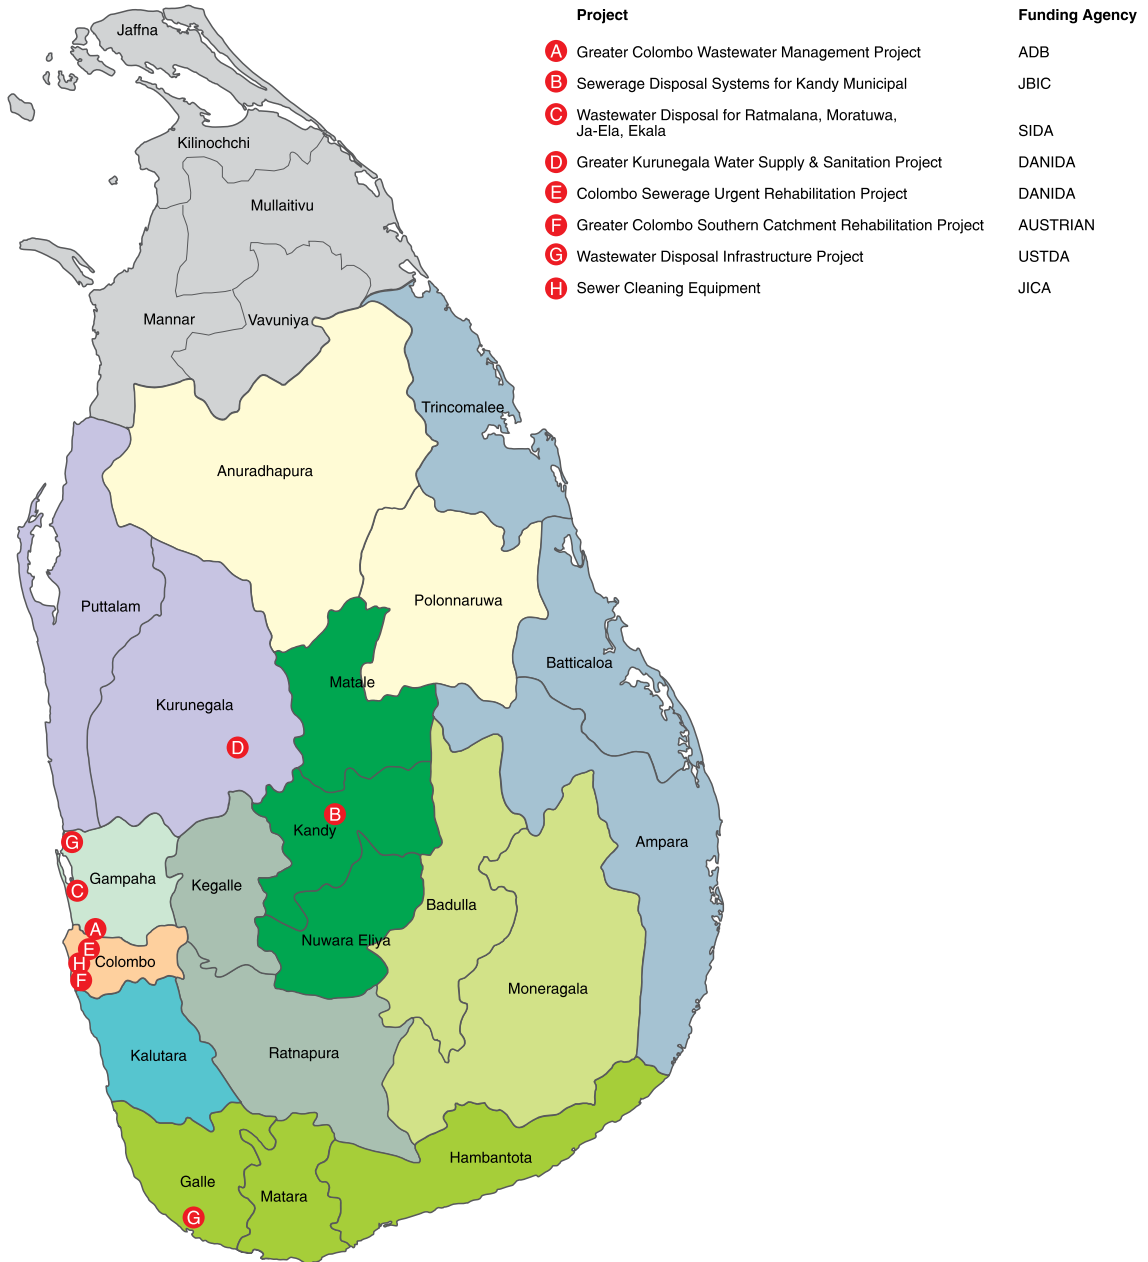 Project Funding Agency
A Greater Colombo Wastewater Management Project ADB
B Sewerage Disposal Systems for Kandy Municipal JBIC
C Wastewater Disposal for Ratmalana, Moratuwa,
Ja-Ela, Ekala SIDA
D Greater Kurunegala Water Supply & Sanitation Project DANIDA
E Colombo Sewerage Urgent Rehabilitation Project DANIDA
F Greater Colombo Southern Catchment Rehabilitation Project AUSTRIAN
G Wastewater Disposal Infrastructure Project USTDA
H Sewer Cleaning Equipment JICA
Jaffna
Kilinochchi
Mullaitivu
Mannar
Vavuniya
Trincomalee
Anuradhapura
Polonnaruwa
Puttalam
Batticaloa
Matale
Kurunegala
D
B
Kandy
G
Ampara
Gampaha
Kegalle
C
Badulla
A
Nuwara Eliya
E
H
Colombo
F
Moneragala
Kalutara
Ratnapura
Hambantota
Galle
Matara
G